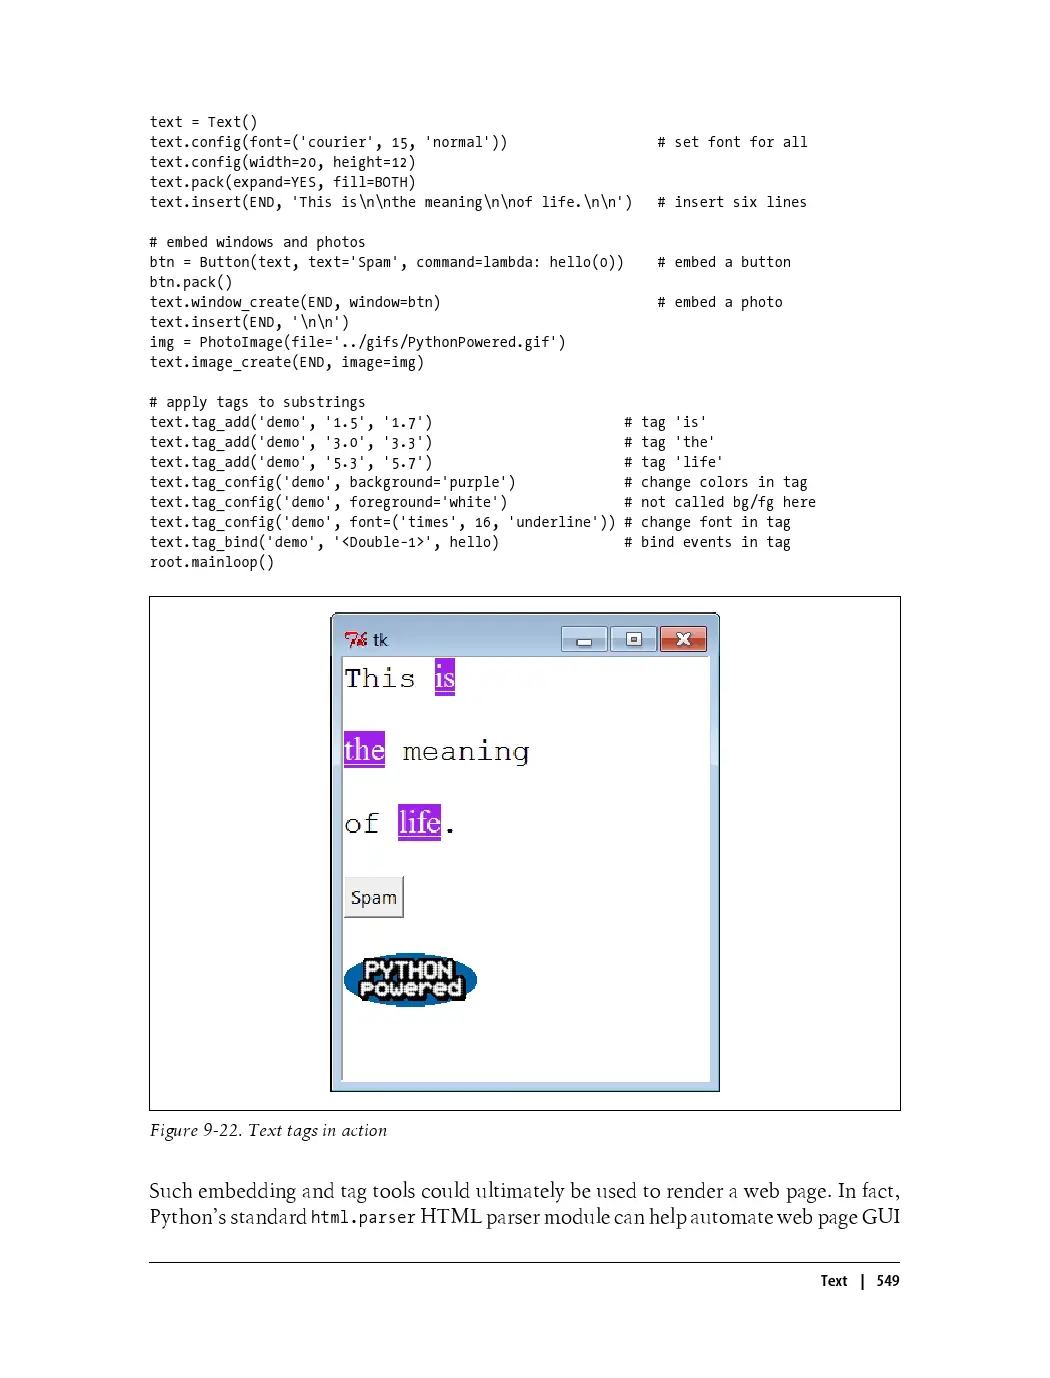 text = Text()
text.config(font=('courier', 15, 'normal'))                  # set font for all
text.config(width=20, height=12)
text.pack(expand=YES, fill=BOTH)
text.insert(END, 'This is\n\nthe meaning\n\nof life.\n\n')   # insert six lines

# embed windows and photos
btn = Button(text, text='Spam', command=lambda: hello(0))    # embed a button
btn.pack()
text.window_create(END, window=btn)                          # embed a photo
text.insert(END, '\n\n')
img = PhotoImage(file='../gifs/PythonPowered.gif')
text.image_create(END, image=img)

# apply tags to substrings
text.tag_add('demo', '1.5', '1.7')                       # tag 'is'
text.tag_add('demo', '3.0', '3.3')                       # tag 'the'
text.tag_add('demo', '5.3', '5.7')                       # tag 'life'
text.tag_config('demo', background='purple')             # change colors in tag
text.tag_config('demo', foreground='white')              # not called bg/fg here
text.tag_config('demo', font=('times', 16, 'underline')) # change font in tag
text.tag_bind('demo', '<Double-1>', hello)               # bind events in tag
root.mainloop()

tk
This is
the meaning
of life.
Spam
PYTHON
Powered

Figure 9-22. Text tags in action

Such embedding and tag tools could ultimately be used to render a web page. In fact,
Python’s standard html.parser HTML parser module can help automate web page GUI

Text | 549